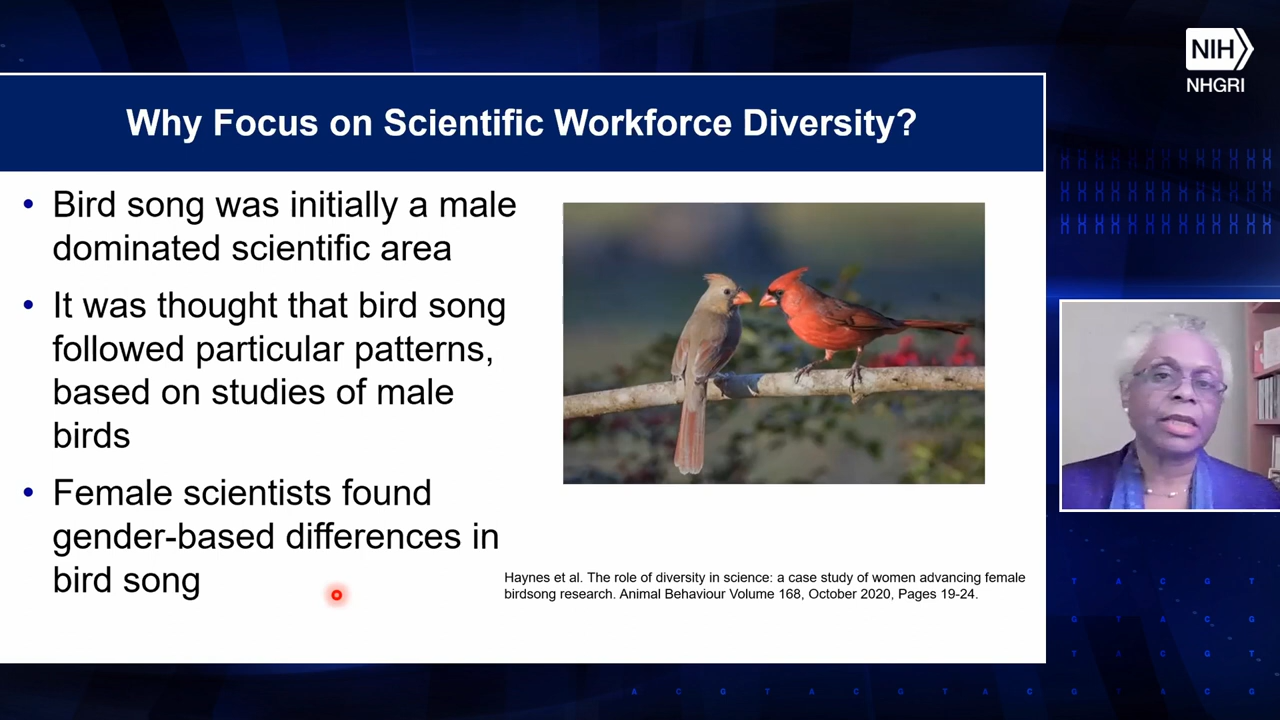 NIH
NHGRI
Why Focus on Scientific Workforce Diversity?
• Bird song was initially a male
dominated scientific area
• It was thought that bird song
followed particular patterns,
based on studies of male
birds
• Female scientists found
gender-based differences in
bird song
Haynes et al. The role of diversity in science: a case study of women advancing female
birdsong research. Animal Behaviour Volume 168, October 2020, Pages 19-24.
T A C G T
G T A C G
T A C G T
A C G T A C G T A C G T A C G